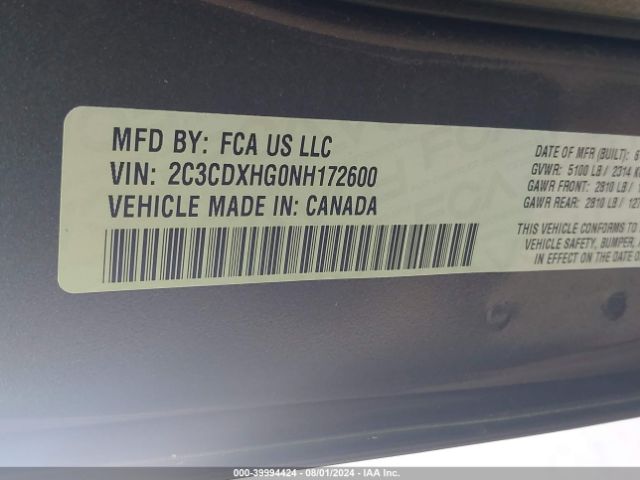 MFD BY: FCA US LLC
VIN: 2C3CDXHG0NH172600
VEHICLE MADE IN: CANADA
DATE OF MFR (BUILT):
GVWR: 5100 LB / 2314
GAWR FRONT: 2810 LB /
GAWR REAR: 2810 LB /
THIS VEHICLE CONFORMS TO
VEHICLE SAFETY, BUMPER,
IN EFFECT ON THE DATE O
000-39994424 - 08/01/2024 - IAA Inc.